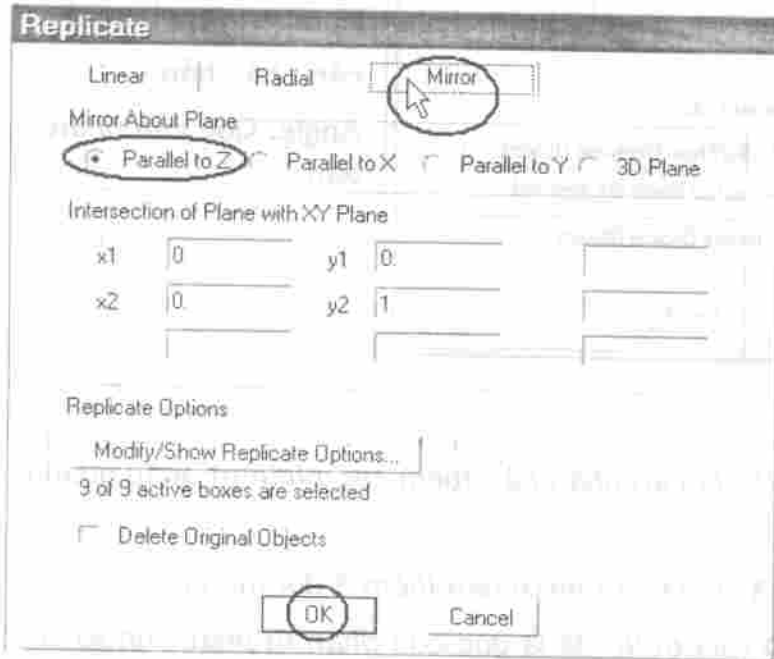 Replicate
Linear Radial Mirror
Mirror About Plane
Parallel to Z Parallel to X Parallel to Y 3D Plane
Intersection of Plane with XY Plane
x1 0. y1 0.
x2 0. y2 1
Replicate Options
Modify/Show Replicate Options...
9 of 9 active boxes are selected
Delete Original Objects
OK Cancel